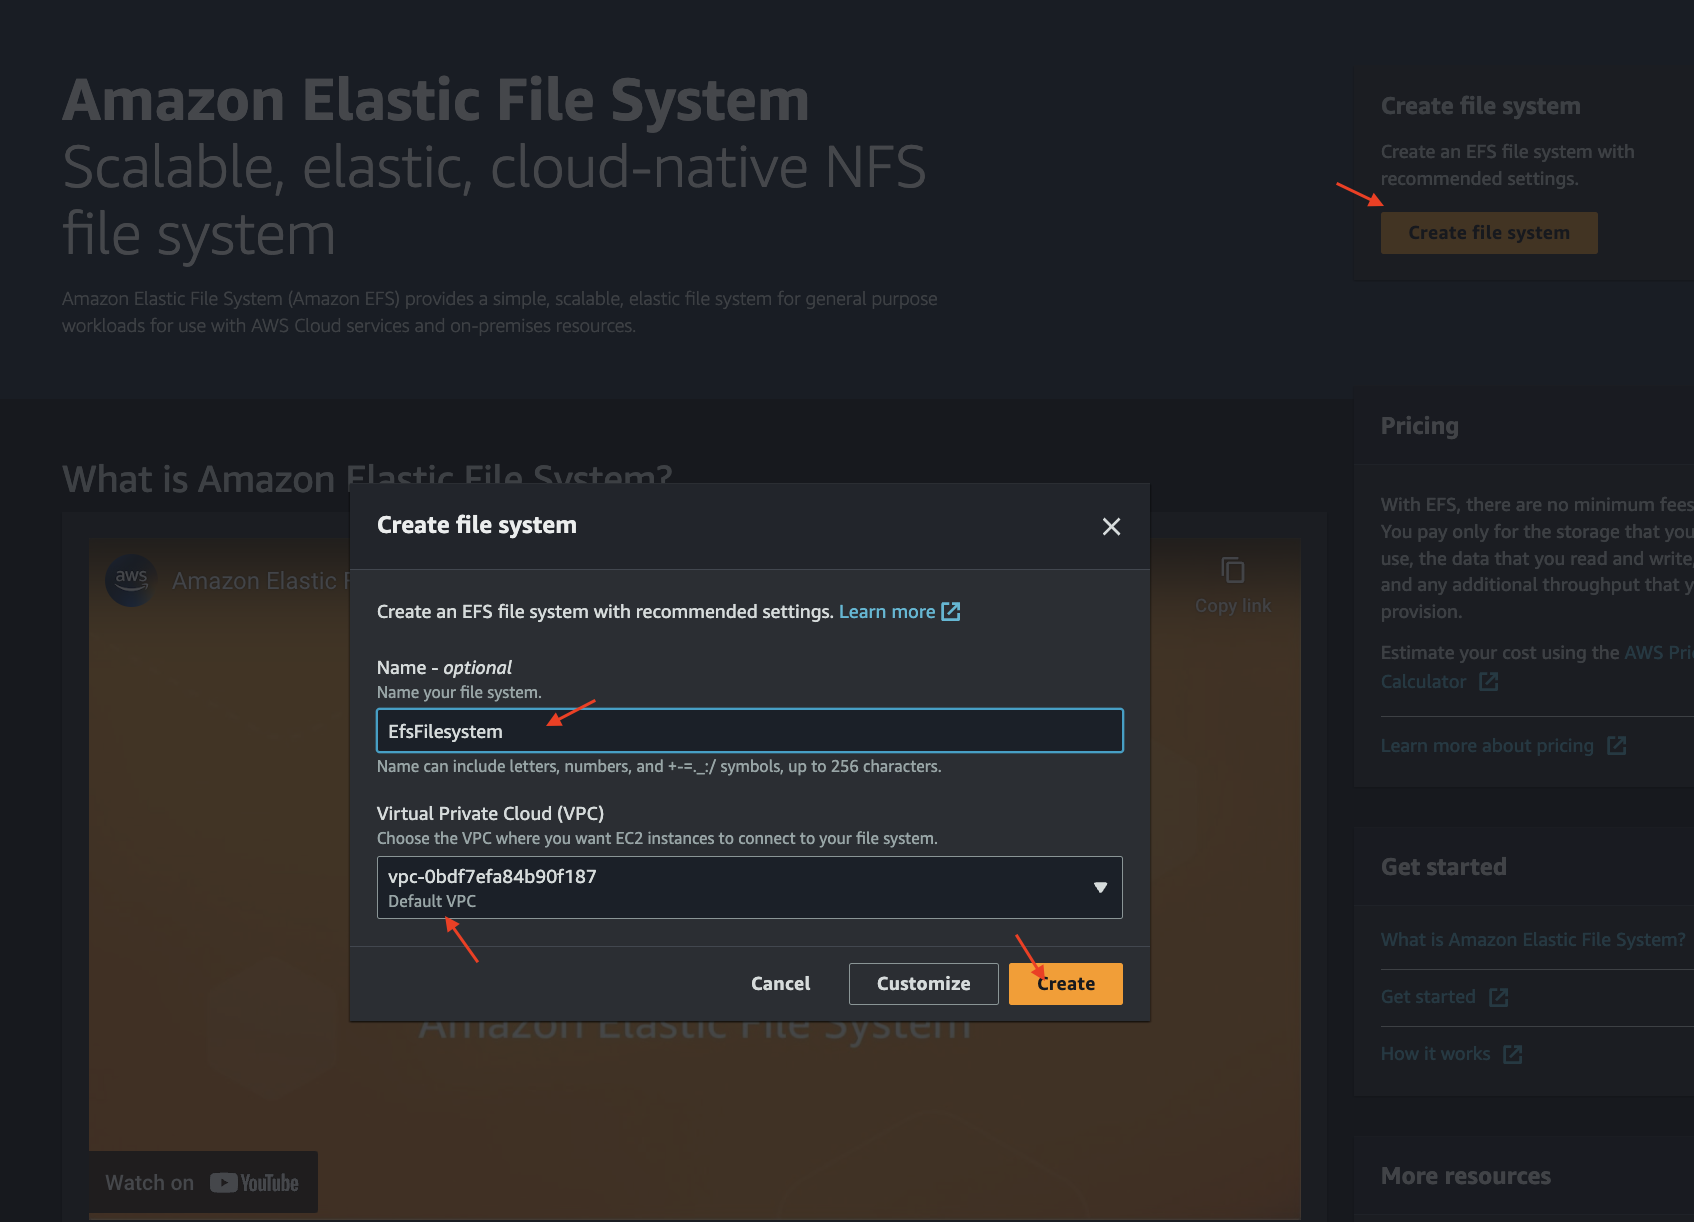 Amazon Elastic File System
Scalable, elastic, cloud-native NFS
file system
Amazon Elastic File System (Amazon EFS) provides a simple, scalable, elastic file system for general purpose
workloads for use with AWS Cloud services and on-premises resources.
Create file system
Create an EFS file system with
recommended settings.
Create file system
What is Amazon Elastic File System?
aws
Amazon Elastic F
Copy link
Create file system
Create an EFS file system with recommended settings. Learn more
Name - optional
Name your file system.
EfsFilesystem
Name can include letters, numbers, and +-=._:/ symbols, up to 256 characters.
Virtual Private Cloud (VPC)
Choose the VPC where you want EC2 instances to connect to your file system.
vpc-0bdf7efa84b90f187
Default VPC
Cancel
Customize
Create
Amazon Elastic File System
Watch on YouTube
Pricing
With EFS, there are no minimum fees
You pay only for the storage that you
use, the data that you read and write,
and any additional throughput that y
provision.
Estimate your cost using the AWS Pri
Calculator
Learn more about pricing
Get started
What is Amazon Elastic File System?
Get started
How it works
More resources